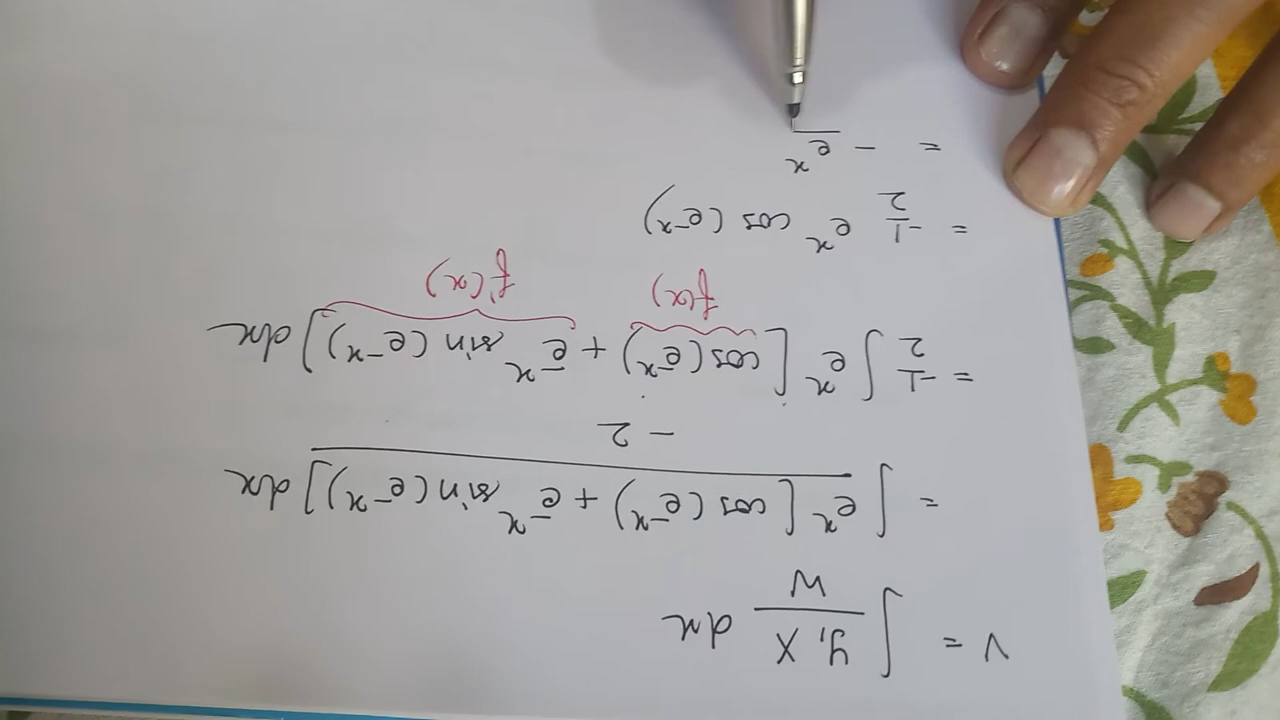 v = ∫ y₁ X / W dx
= ∫ eˣ [cos (e⁻ˣ) + e⁻ˣ sin (e⁻ˣ)] dx / -2
= -1/2 ∫ eˣ [cos (e⁻ˣ) + e⁻ˣ sin (e⁻ˣ)] dx
f(x) f'(x)
= -1/2 eˣ cos (e⁻ˣ)
= - eˣ